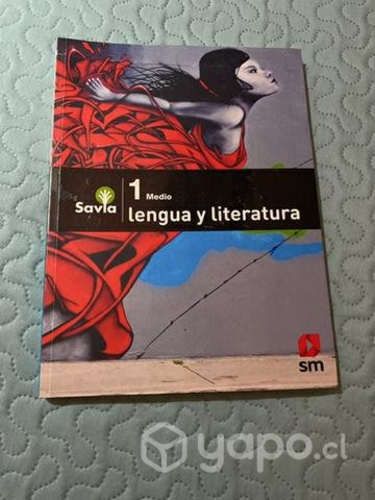 Savia
1 Medio
lengua y literatura
sm
yapo.cl